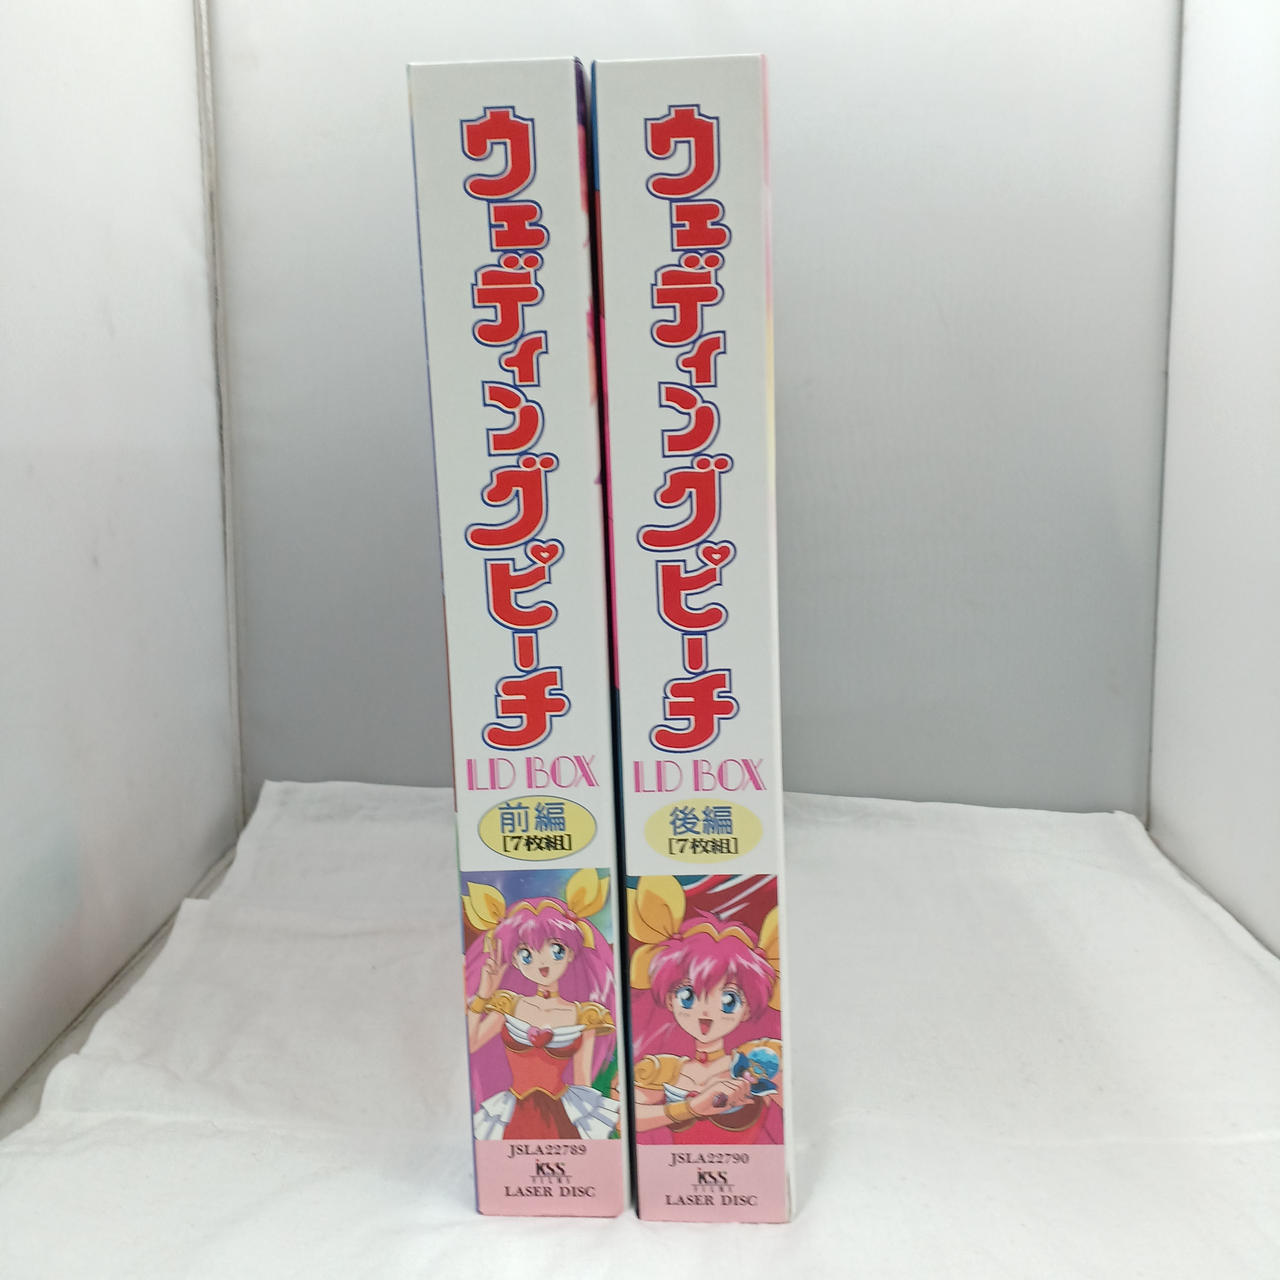 ウェディングピーチ
LD BOX
前編
[7枚組]
JSLA22789
KSS
FILMS
LASER DISC
ウェディングピーチ
LD BOX
後編
[7枚組]
JSLA22790
KSS
FILMS
LASER DISC